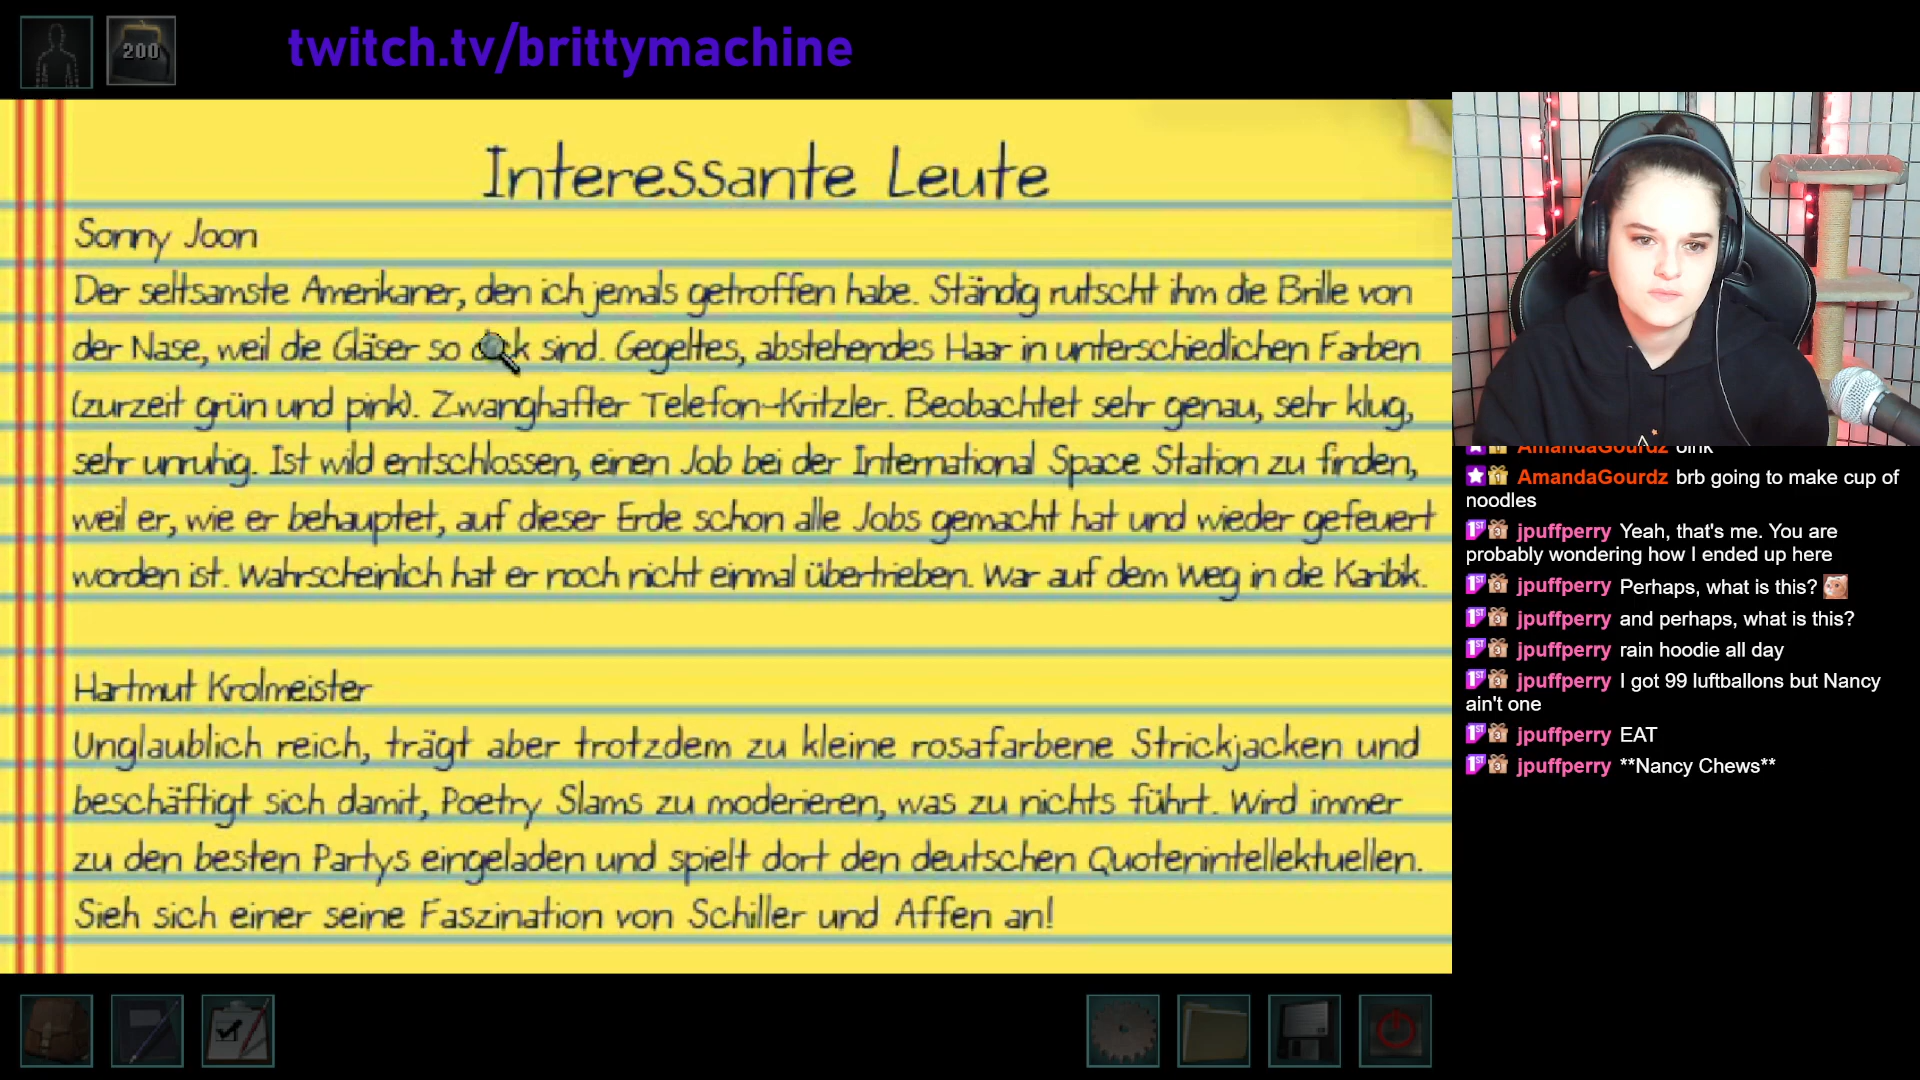 200
twitch.tv/brittymachine
Interessante Leute
Sonny Joon
Der seltsamste Amerikaner, den ich jemals getroffen habe. Ständig rutscht ihm die Brille von
der Nase, weil die Gläser so dick sind. Gegeltes, abstehendes Haar in unterschiedlichen Farben
(zurzeit grün und pink). Zwanghafter Telefon-Kritzler. Beobachtet sehr genau, sehr klug,
sehr unruhig. Ist wild entschlossen, einen Job bei der International Space Station zu finden,
weil er, wie er behauptet, auf dieser Erde schon alle Jobs gemacht hat und wieder gefeuert
worden ist. Wahrscheinlich hat er noch nicht einmal übertrieben. War auf dem Weg in die Karibik.
Hartmut Krolmeister
Unglaublich reich, trägt aber trotzdem zu kleine rosafarbene Strickjacken und
beschäftigt sich damit, Poetry Slams zu moderieren, was zu nichts führt. Wird immer
zu den besten Partys eingeladen und spielt dort den deutschen Quotenintellektuellen.
Sieh sich einer seine Faszination von Schiller und Affen an!
AmandaGourdz oink
AmandaGourdz brb going to make cup of
noodles
jpuffperry Yeah, that's me. You are
probably wondering how I ended up here
jpuffperry Perhaps, what is this?
jpuffperry and perhaps, what is this?
jpuffperry rain hoodie all day
jpuffperry I got 99 luftballons but Nancy
ain't one
jpuffperry EAT
jpuffperry **Nancy Chews**